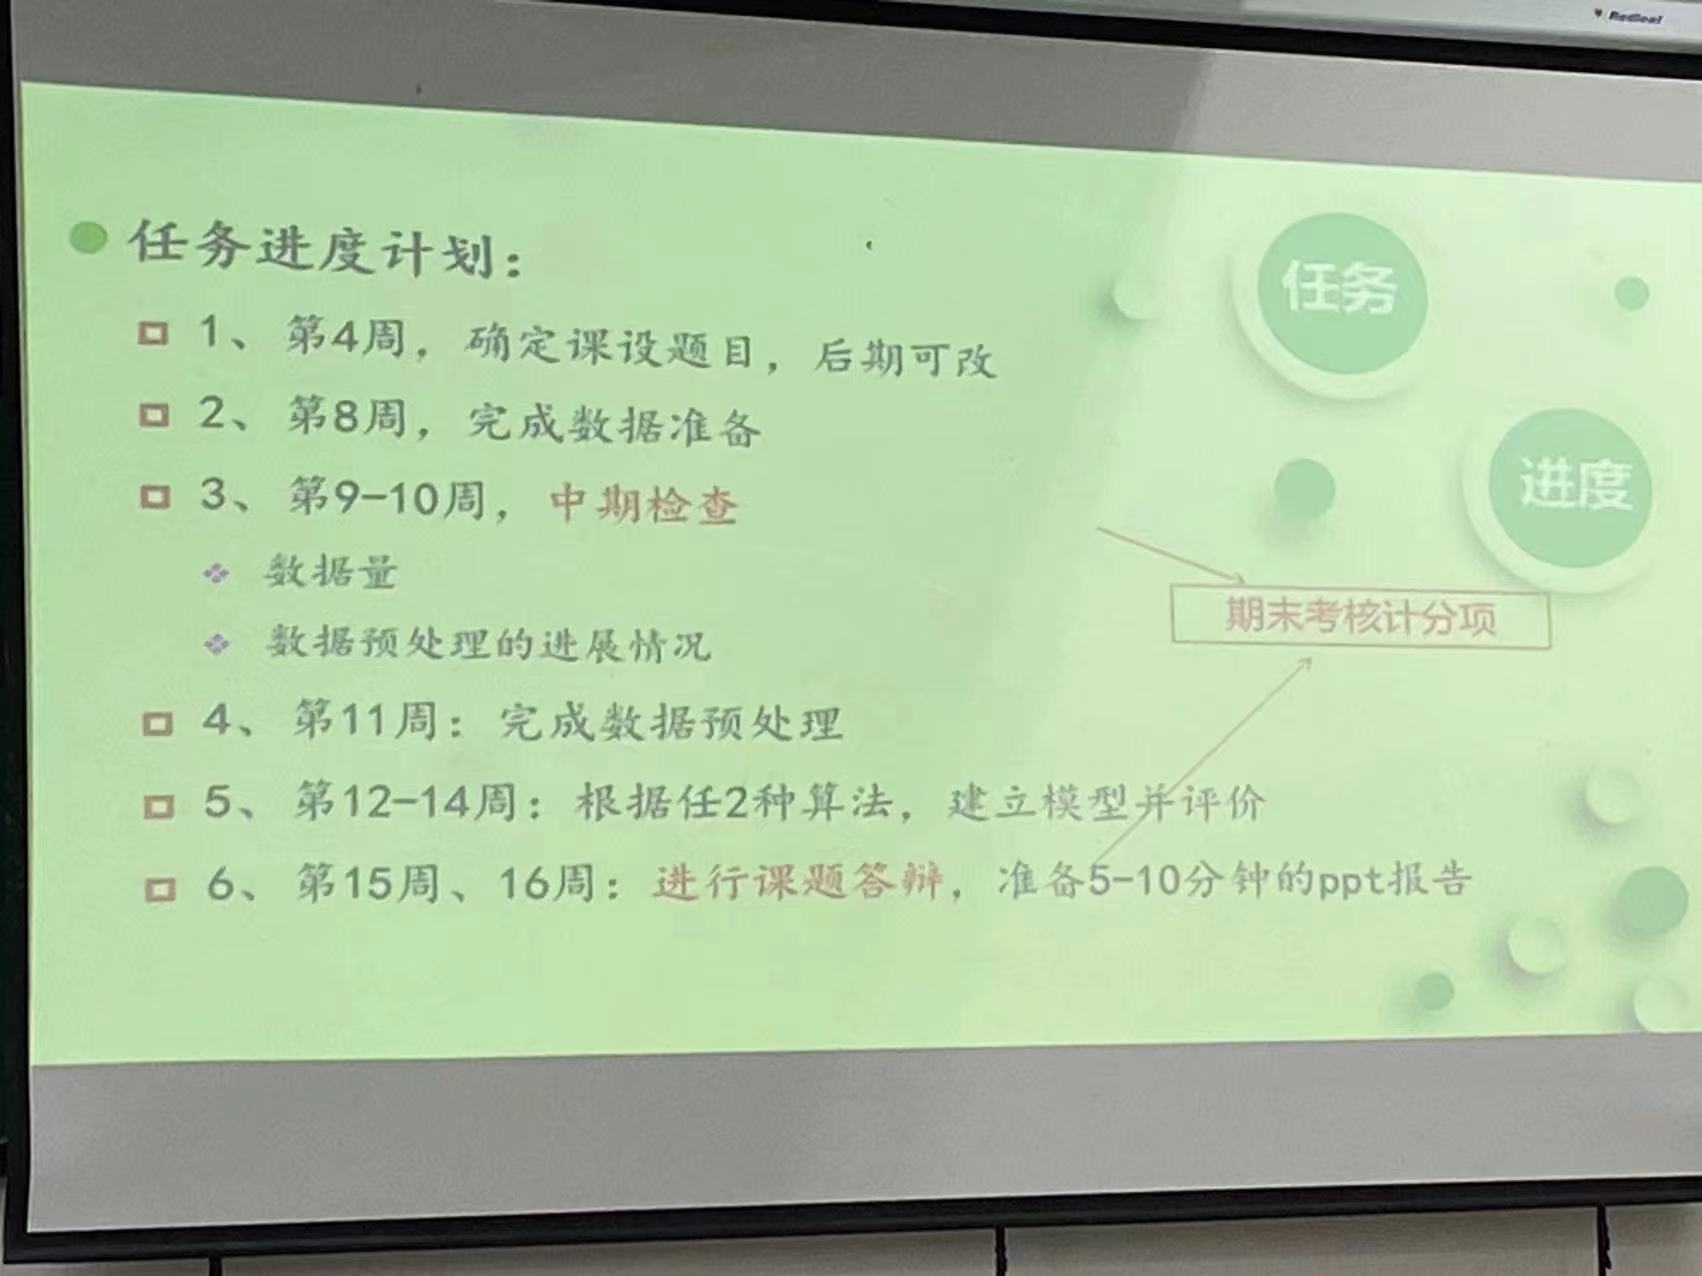 Redleaf
任务进度计划：
1、第4周，确定课设题目，后期可改
2、第8周，完成数据准备
3、第9-10周，中期检查
数据量
数据预处理的进展情况
4、第11周：完成数据预处理
5、第12-14周：根据任2种算法，建立模型并评价
6、第15周、16周：进行课题答辩，准备5-10分钟的ppt报告
任务
进度
期末考核计分项